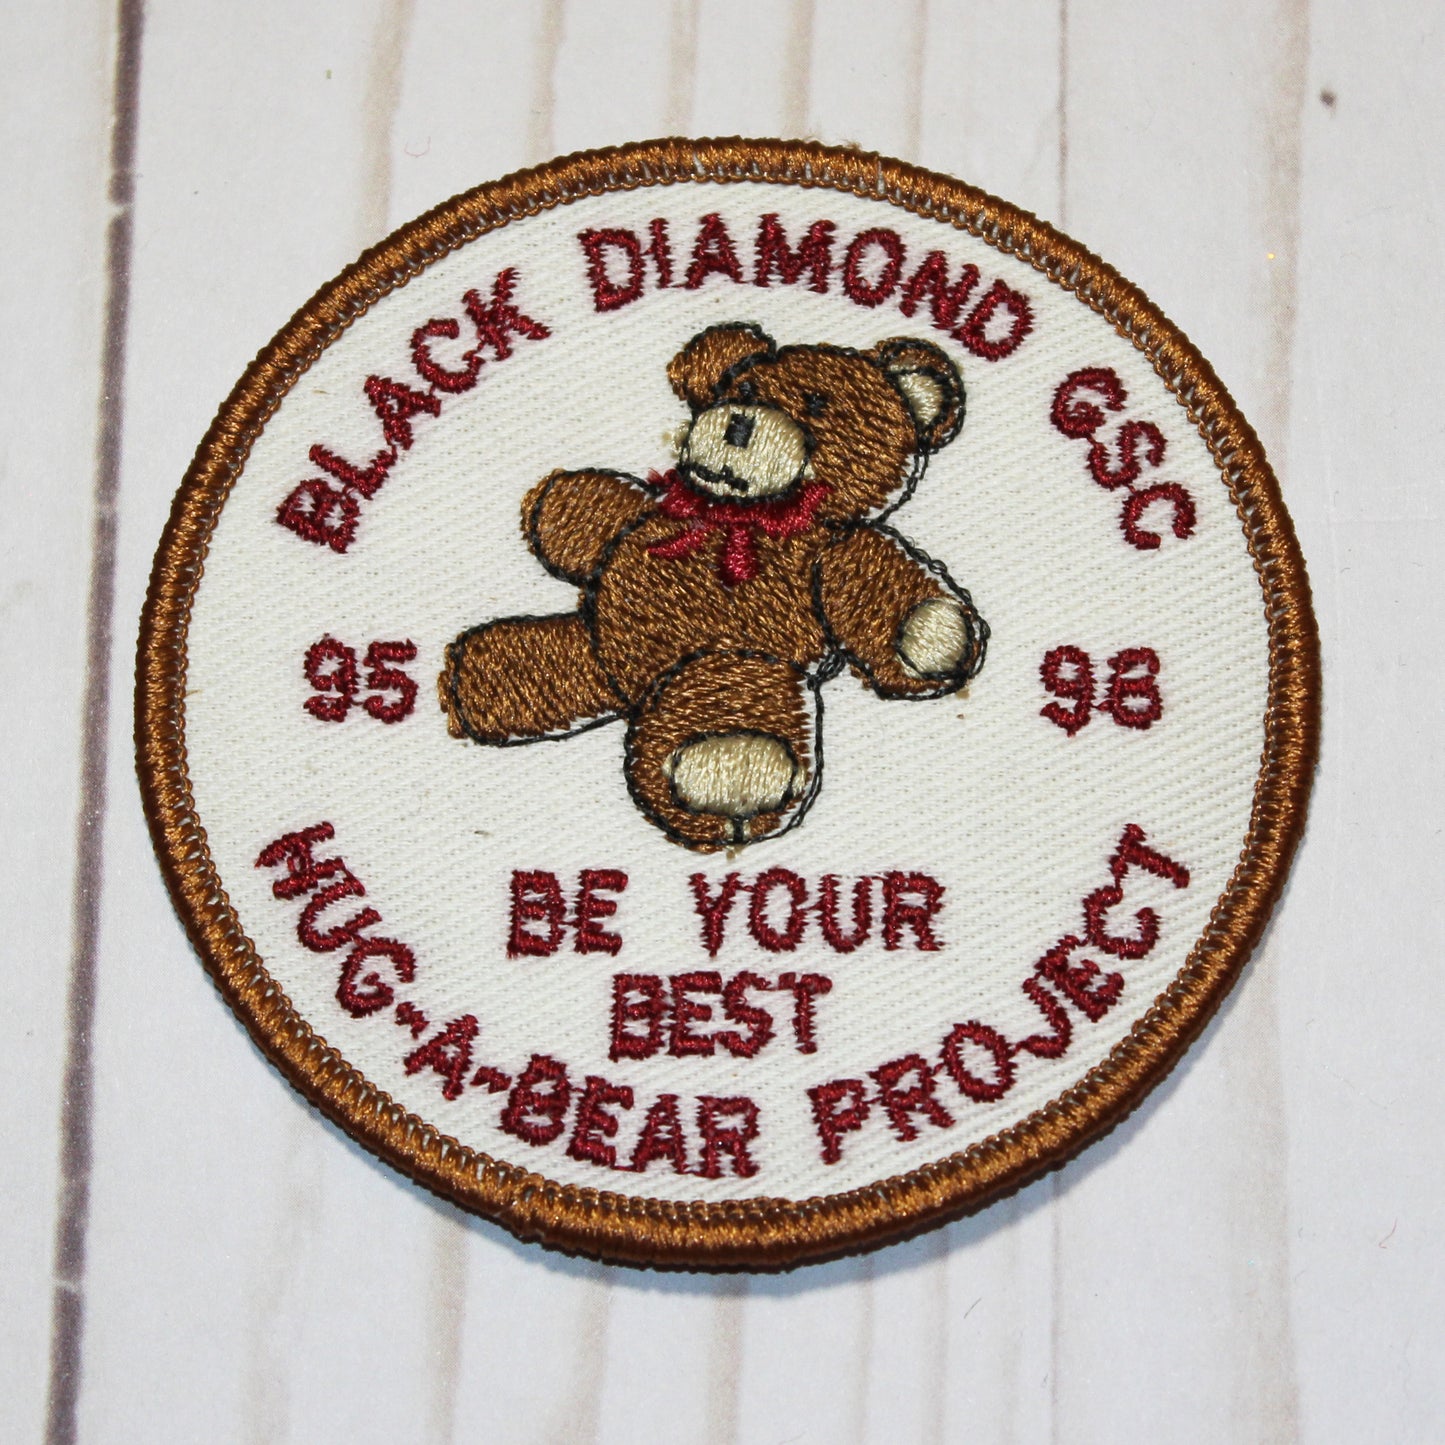 BLACK DIAMOND GSC
95 98
BE YOUR
BEST
HUG-A-BEAR PROJECT